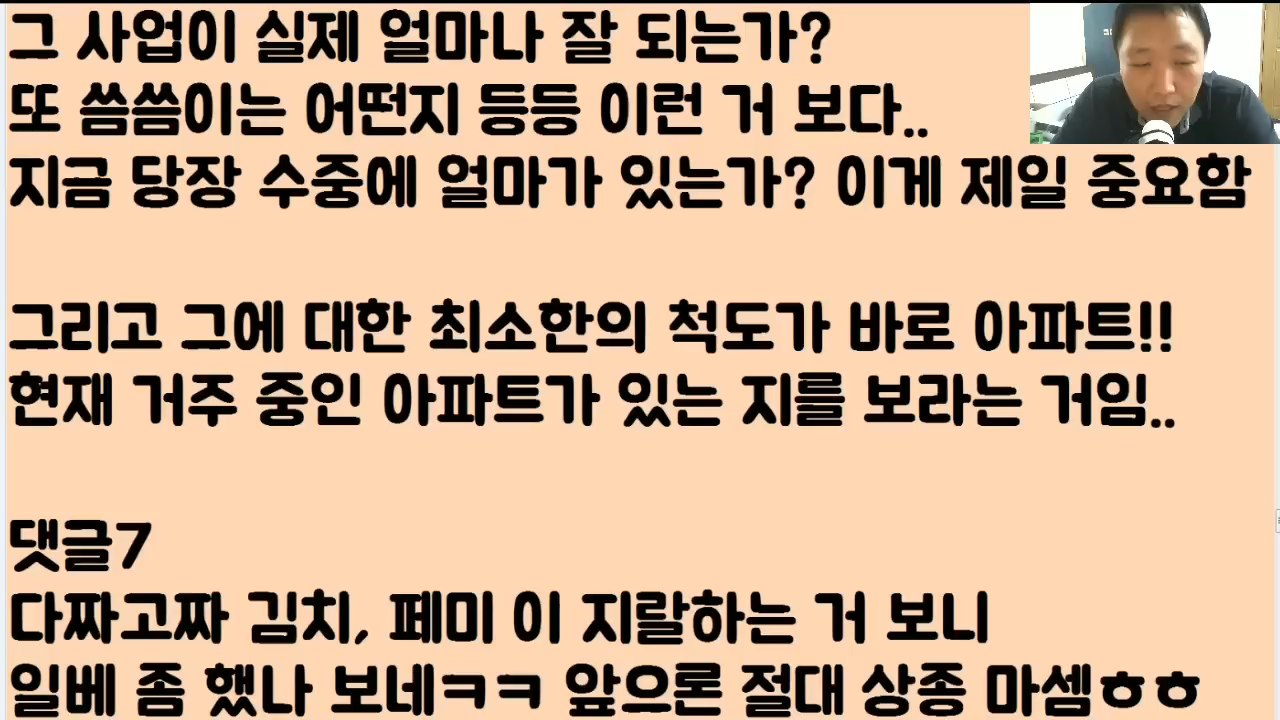 그 사업이 실제 얼마나 잘 되는가?
또 씀씀이는 어떤지 등등 이런 거 보다..
지금 당장 수중에 얼마가 있는가? 이게 제일 중요함
그리고 그에 대한 최소한의 척도가 바로 아파트!!
현재 거주 중인 아파트가 있는 지를 보라는 거임..
댓글7
다짜고짜 김치, 페미 이 지랄하는 거 보니
일베 좀 했나 보네ㅋㅋ 앞으론 절대 상종 마셈ㅎㅎ